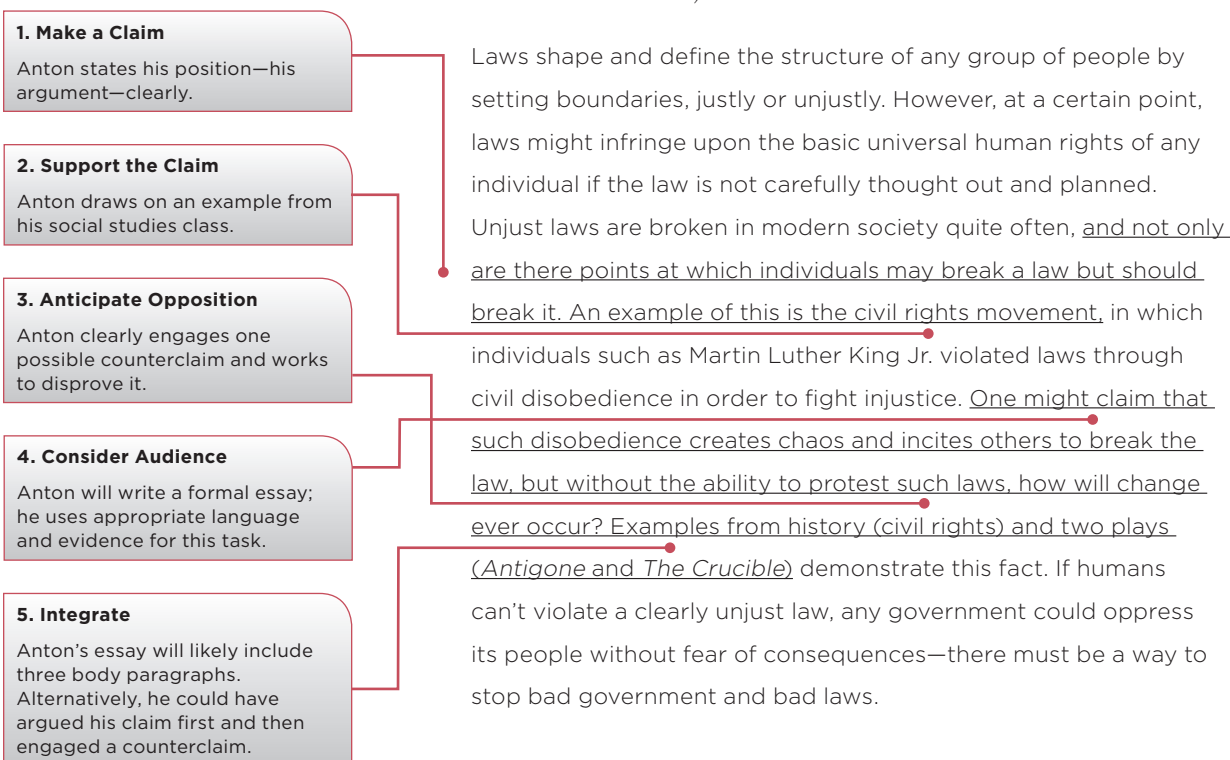 1. Make a Claim
Anton states his position—his
argument—clearly.
2. Support the Claim
Anton draws on an example from
his social studies class.
3. Anticipate Opposition
Anton clearly engages one
possible counterclaim and works
to disprove it.
4. Consider Audience
Anton will write a formal essay;
he uses appropriate language
and evidence for this task.
5. Integrate
Anton’s essay will likely include
three body paragraphs.
Alternatively, he could have
argued his claim first and then
engaged a counterclaim.
Laws shape and define the structure of any group of people by
setting boundaries, justly or unjustly. However, at a certain point,
laws might infringe upon the basic universal human rights of any
individual if the law is not carefully thought out and planned.
Unjust laws are broken in modern society quite often, and not only
are there points at which individuals may break a law but should
break it. An example of this is the civil rights movement, in which
individuals such as Martin Luther King Jr. violated laws through
civil disobedience in order to fight injustice. One might claim that
such disobedience creates chaos and incites others to break the
law, but without the ability to protest such laws, how will change
ever occur? Examples from history (civil rights) and two plays
(Antigone and The Crucible) demonstrate this fact. If humans
can’t violate a clearly unjust law, any government could oppress
its people without fear of consequences—there must be a way to
stop bad government and bad laws.